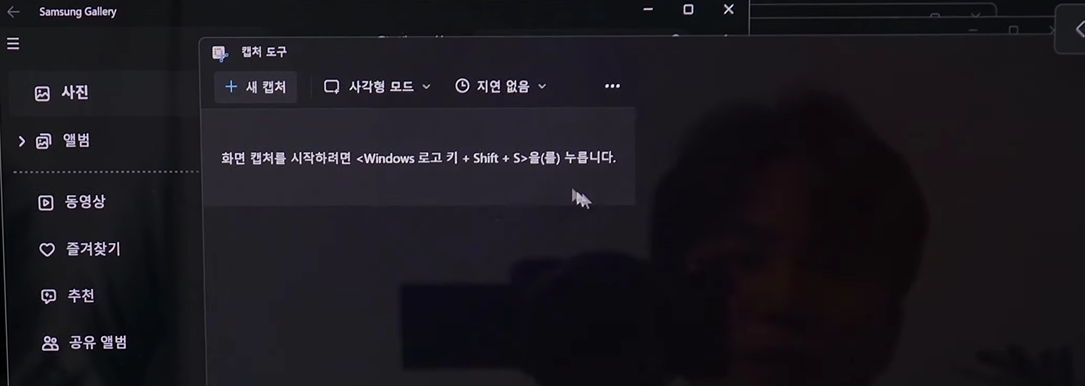 Samsung Gallery
캡처 도구
새 캡처
사각형 모드
지연 없음
사진
앨범
화면 캡처를 시작하려면 <Windows 로고 키 + Shift + S>을(를) 누릅니다.
동영상
즐겨찾기
추천
공유 앨범